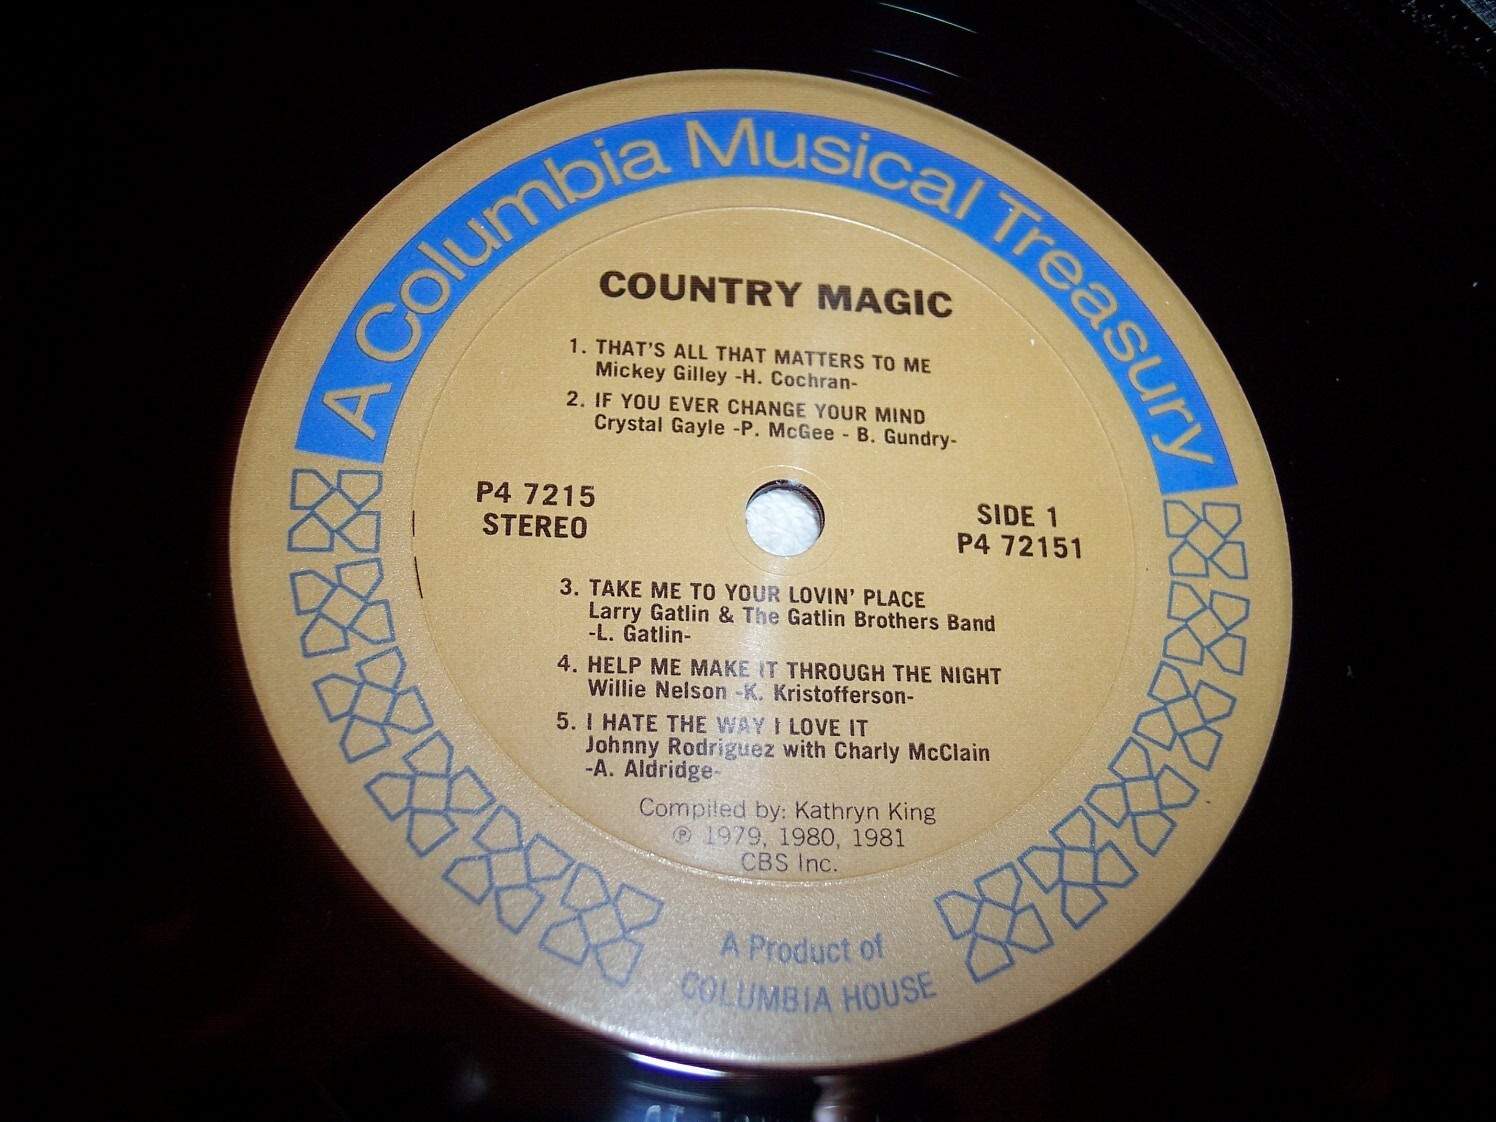 A Columbia Musical Treasury
COUNTRY MAGIC
1. THAT'S ALL THAT MATTERS TO ME
Mickey Gilley -H. Cochran-
2. IF YOU EVER CHANGE YOUR MIND
Crystal Gayle -P. McGee - B. Gundry-
P4 7215
STEREO
SIDE 1
P4 72151
3. TAKE ME TO YOUR LOVIN' PLACE
Larry Gatlin & The Gatlin Brothers Band
-L. Gatlin-
4. HELP ME MAKE IT THROUGH THE NIGHT
Willie Nelson -K. Kristofferson-
5. I HATE THE WAY I LOVE IT
Johnny Rodriguez with Charly McClain
-A. Aldridge-
Compiled by: Kathryn King
℗ 1979, 1980, 1981
CBS Inc.
A Product of
COLUMBIA HOUSE